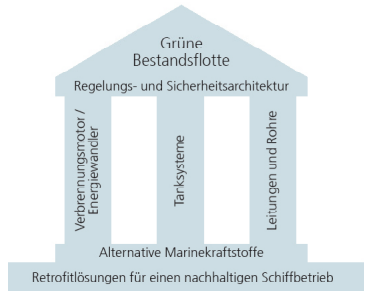 Grüne
Bestandsflotte
Regelungs- und Sicherheitsarchitektur
Verbrennungsmotor /
Energiewandler
Tanksysteme
Leitungen und Rohre
Alternative Marinekraftstoffe
Retrofitlösungen für einen nachhaltigen Schiffbetrieb